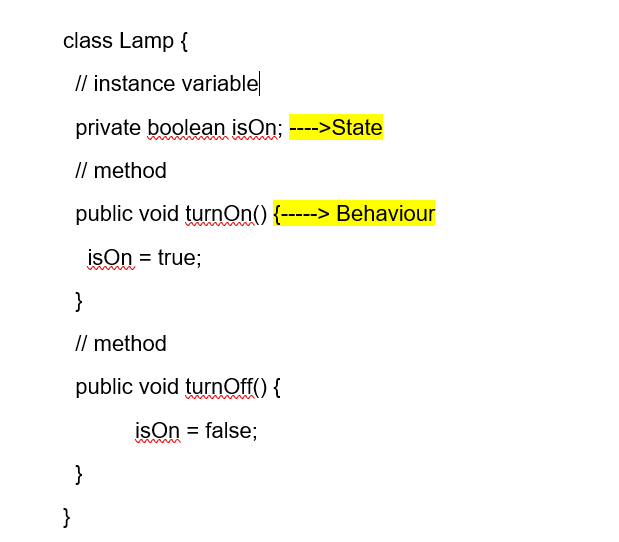 class Lamp {
// instance variable
private boolean isOn; ---->State
// method
public void turnOn() {-----> Behaviour
isOn = true;
}
// method
public void turnOff() {
isOn = false;
}
}